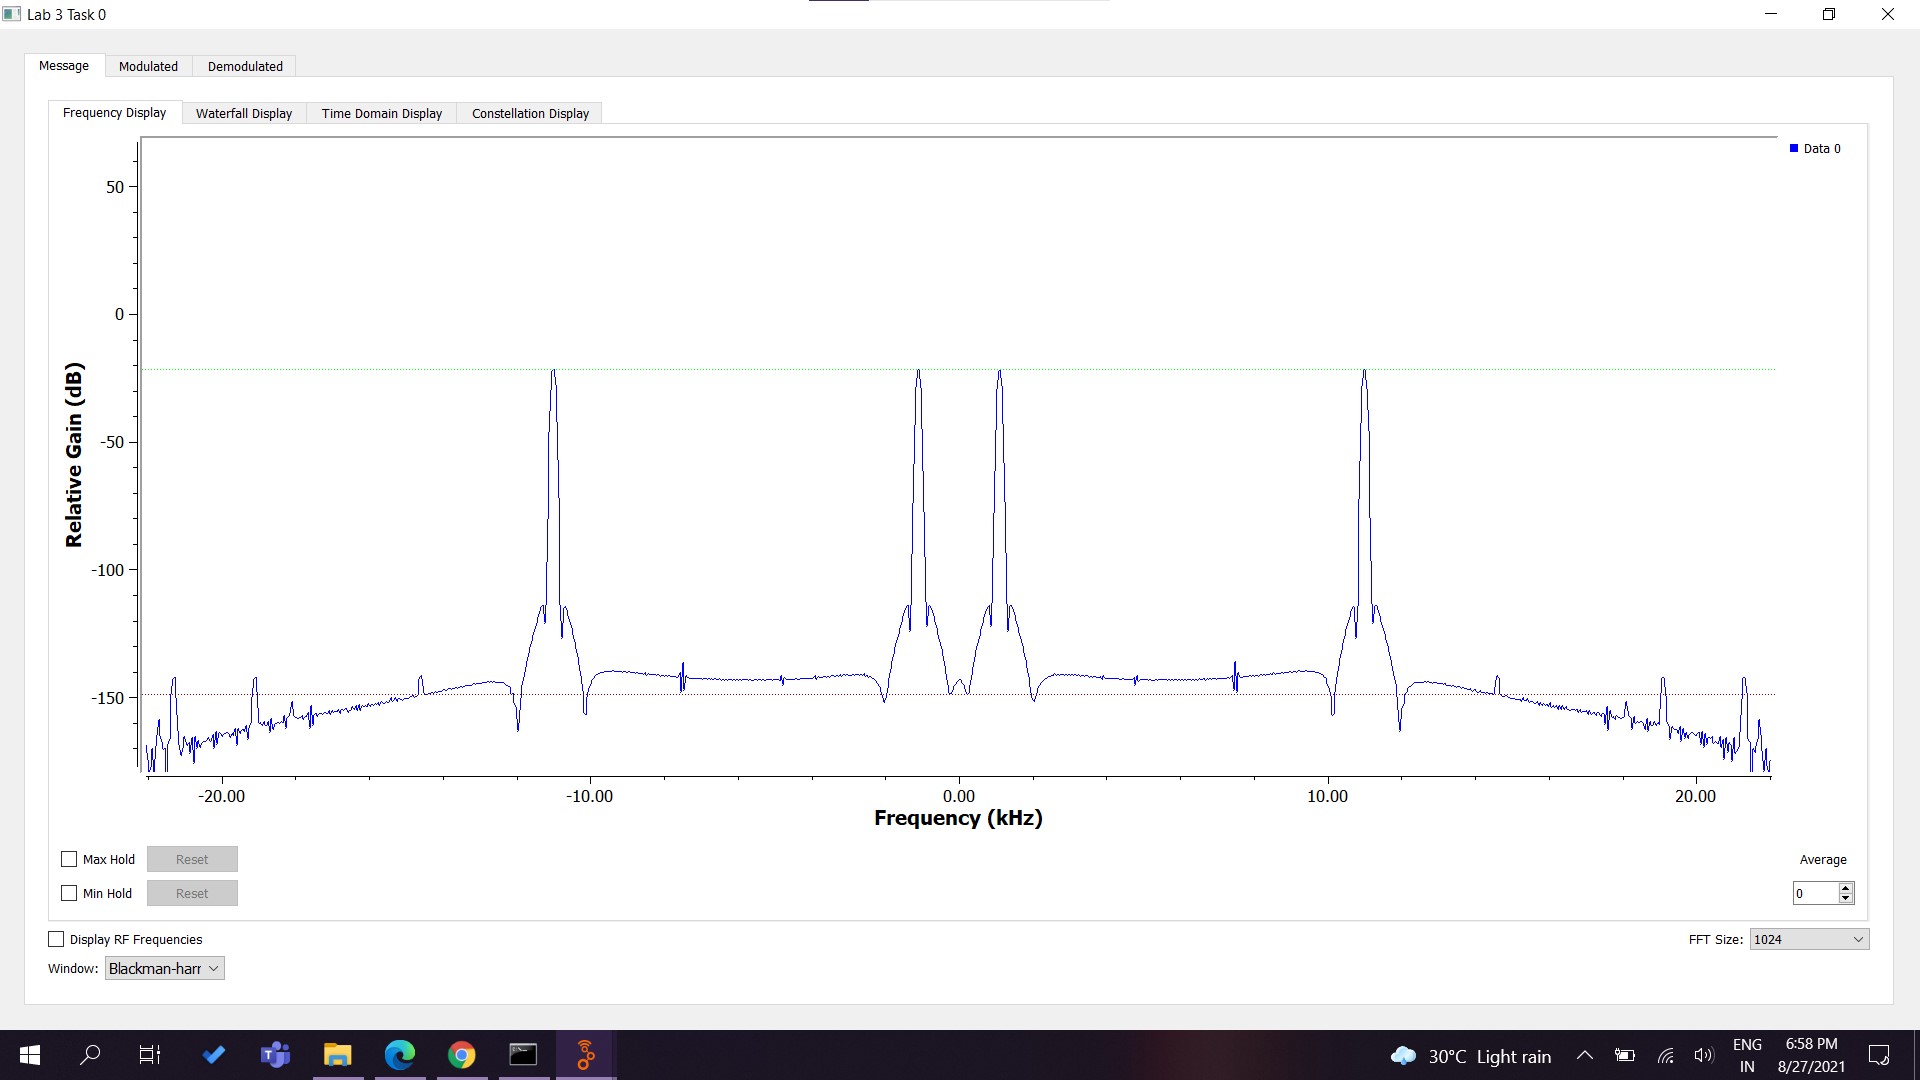 Lab 3 Task 0
Message Modulated Demodulated
Frequency Display Waterfall Display Time Domain Display Constellation Display
Data 0
50
0
-50
-100
-150
Relative Gain (dB)
-20.00 -10.00 0.00 10.00 20.00
Frequency (kHz)
Max Hold Reset Average
Min Hold Reset 0
Display RF Frequencies FFT Size: 1024
Window: Blackman-harr
30°C Light rain ENG 6:58 PM
IN 8/27/2021